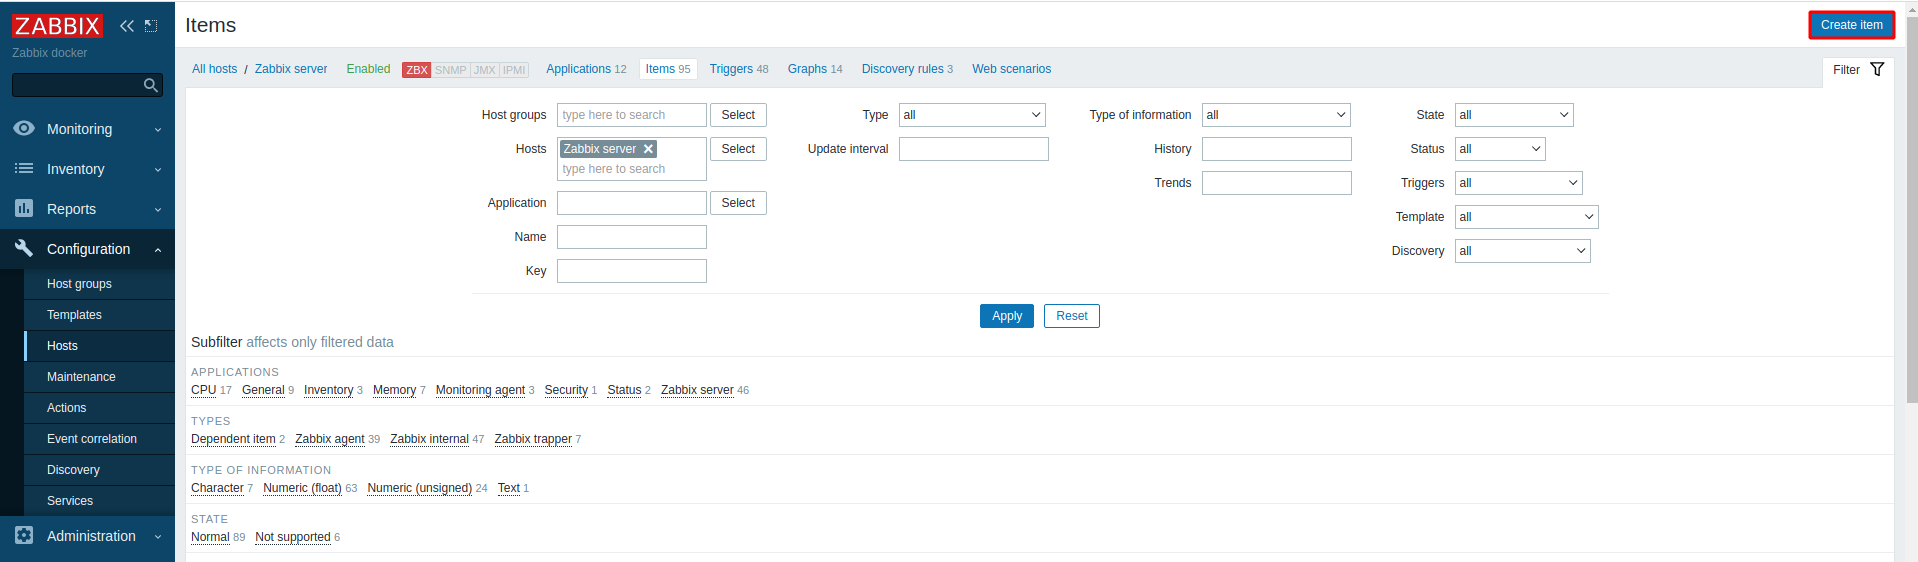 ZABBIX
Zabbix docker
Monitoring
Inventory
Reports
Configuration
Host groups
Templates
Hosts
Maintenance
Actions
Event correlation
Discovery
Services
Administration
Items
Create item
All hosts / Zabbix server Enabled ZBX SNMP JMX IPMI Applications 12 Items 95 Triggers 48 Graphs 14 Discovery rules 3 Web scenarios Filter
Host groups type here to search Select Type all Type of information all State all
Hosts Zabbix server Select Update interval History Status all
type here to search
Trends Triggers all
Application Select
Template all
Name
Discovery all
Key
Apply Reset
Subfilter affects only filtered data
APPLICATIONS
CPU 17 General 9 Inventory 3 Memory 7 Monitoring agent 3 Security 1 Status 2 Zabbix server 46
TYPES
Dependent item 2 Zabbix agent 39 Zabbix internal 47 Zabbix trapper 7
TYPE OF INFORMATION
Character 7 Numeric (float) 63 Numeric (unsigned) 24 Text 1
STATE
Normal 89 Not supported 6